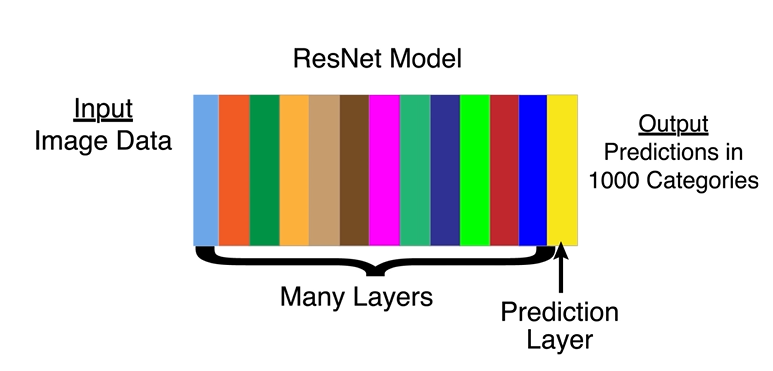 ResNet Model
Input
Image Data
Output
Predictions in
1000 Categories
Many Layers
Prediction
Layer